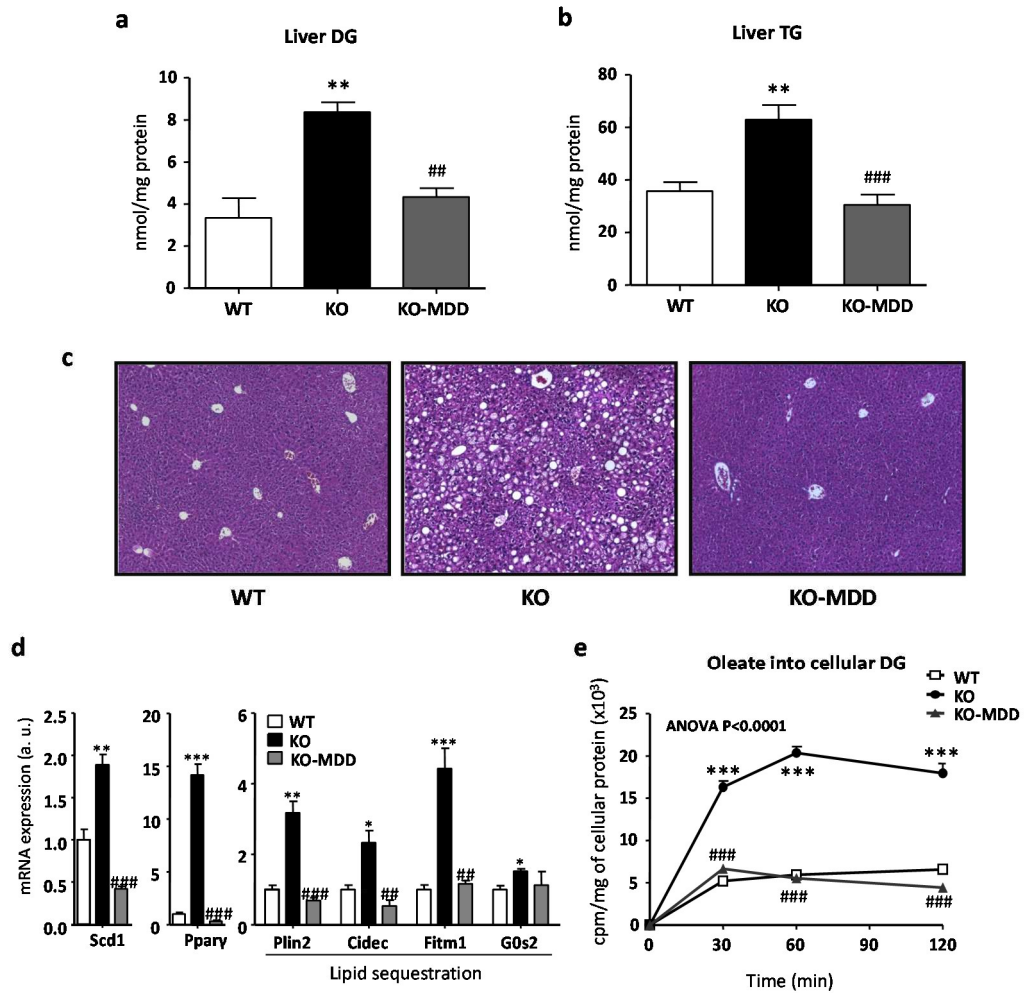 a
Liver DG
nmol/mg protein
10
8
6
4
2
0
**
##
WT KO KO-MDD
b
Liver TG
nmol/mg protein
80
60
40
20
0
**
###
WT KO KO-MDD
c
WT KO KO-MDD
d
mRNA expression (a. u.)
2.5
2.0
1.5
1.0
0.5
0.0
**
###
Scd1
20
15
10
5
0
***
###
Pparγ
6
4
2
0
WT
KO
KO-MDD
**
###
*
##
***
##
*
Plin2 Cidec Fitm1 G0s2
Lipid sequestration
e
Oleate into cellular DG
WT
KO
KO-MDD
cpm/mg of cellular protein (x10³)
25
20
15
10
5
0
ANOVA P<0.0001
*** *** ***
### ### ###
0 30 60 90 120
Time (min)